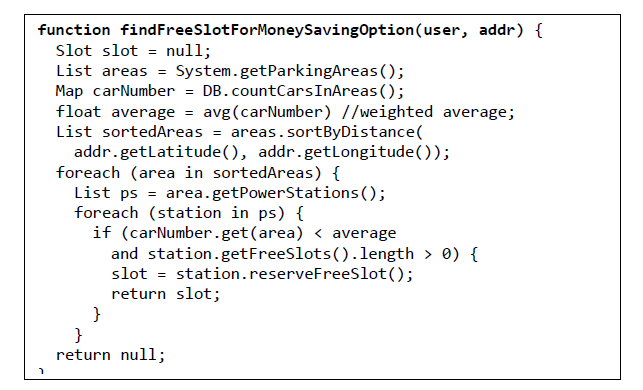 function findFreeSlotForMoneySavingOption(user, addr) {
Slot slot = null;
List areas = System.getParkingAreas();
Map carNumber = DB.countCarsInAreas();
float average = avg(carNumber) //weighted average;
List sortedAreas = areas.sortByDistance(
addr.getLatitude(), addr.getLongitude());
foreach (area in sortedAreas) {
List ps = area.getPowerStations();
foreach (station in ps) {
if (carNumber.get(area) < average
and station.getFreeSlots().length > 0) {
slot = station.reserveFreeSlot();
return slot;
}
}
return null;
}